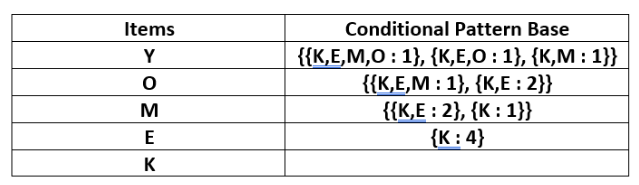 Items Conditional Pattern Base
Y {{K,E,M,O : 1}, {K,E,O : 1}, {K,M : 1}}
O {{K,E,M : 1}, {K,E : 2}}
M {{K,E : 2}, {K : 1}}
E {K : 4}
K